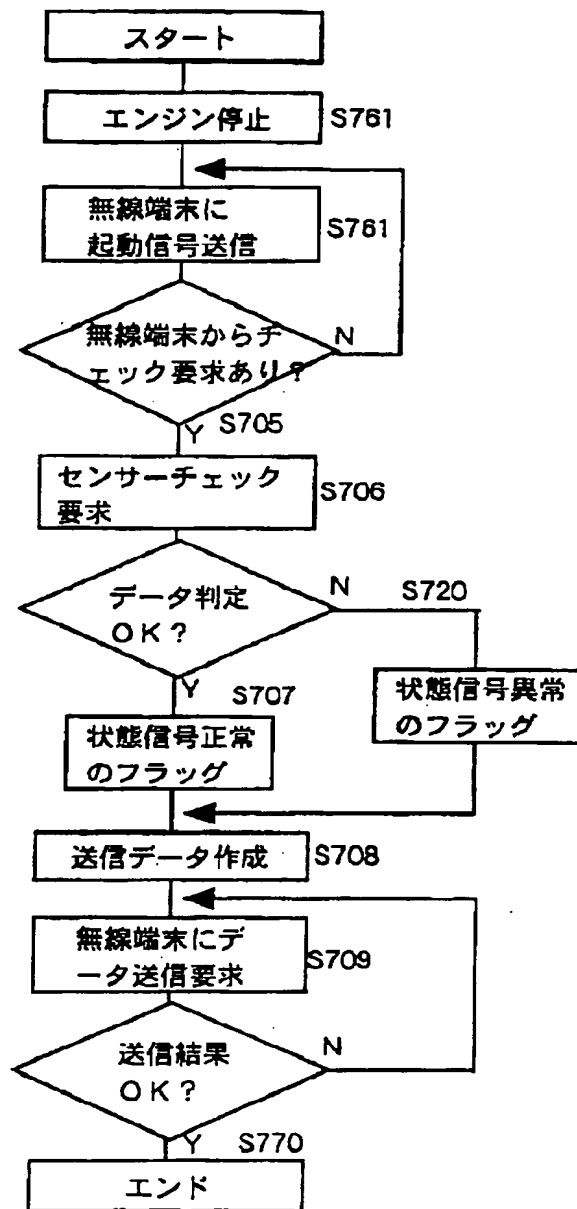 スタート
エンジン停止
S761
無線端末に
起動信号送信
S761
無線端末からチ
ェック要求あり?
N
Y
S705
センサーチェック
要求
S706
データ判定
OK?
N
S720
Y
S707
状態信号正常
のフラッグ
状態信号異常
のフラッグ
送信データ作成
S708
無線端末にデ
ータ送信要求
S709
送信結果
OK?
N
Y
S770
エンド